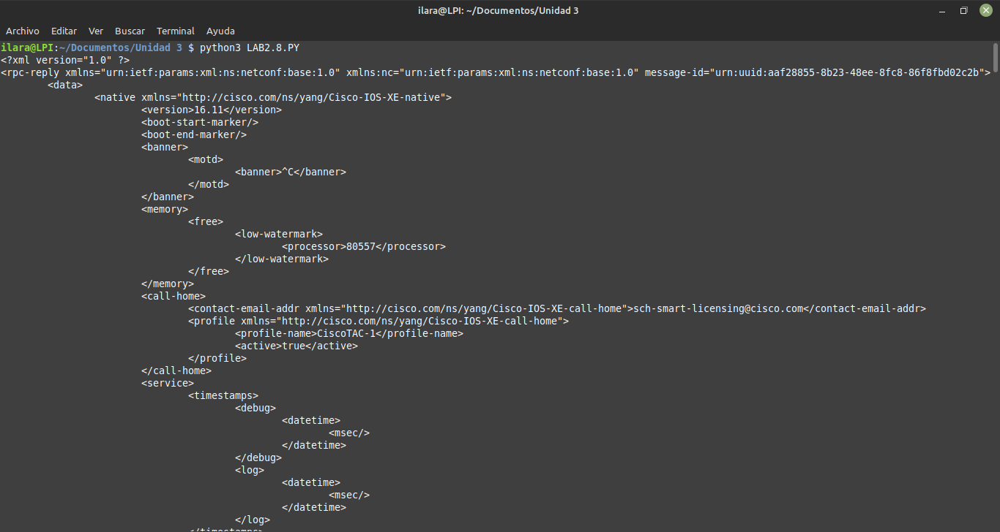 ilara@LPI: ~/Documentos/Unidad 3
Archivo Editar Ver Buscar Terminal Ayuda
ilara@LPI:~/Documentos/Unidad 3 $ python3 LAB2.8.PY
<?xml version="1.0" ?>
<rpc-reply xmlns="urn:ietf:params:xml:ns:netconf:base:1.0" xmlns:nc="urn:ietf:params:xml:ns:netconf:base:1.0" message-id="urn:uuid:aaf28855-8b23-48ee-8fc8-86f8fbd02c2b">
<data>
<native xmlns="http://cisco.com/ns/yang/Cisco-IOS-XE-native">
<version>16.11</version>
<boot-start-marker/>
<boot-end-marker/>
<banner>
<motd>
<banner>^C</banner>
</motd>
</banner>
<memory>
<free>
<low-watermark>
<processor>80557</processor>
</low-watermark>
</free>
</memory>
<call-home>
<contact-email-addr xmlns="http://cisco.com/ns/yang/Cisco-IOS-XE-call-home">sch-smart-licensing@cisco.com</contact-email-addr>
<profile xmlns="http://cisco.com/ns/yang/Cisco-IOS-XE-call-home">
<profile-name>CiscoTAC-1</profile-name>
<active>true</active>
</profile>
</call-home>
<service>
<timestamps>
<debug>
<datetime>
<msec/>
</datetime>
</debug>
<log>
<datetime>
<msec/>
</datetime>
</log>
</timestamps>